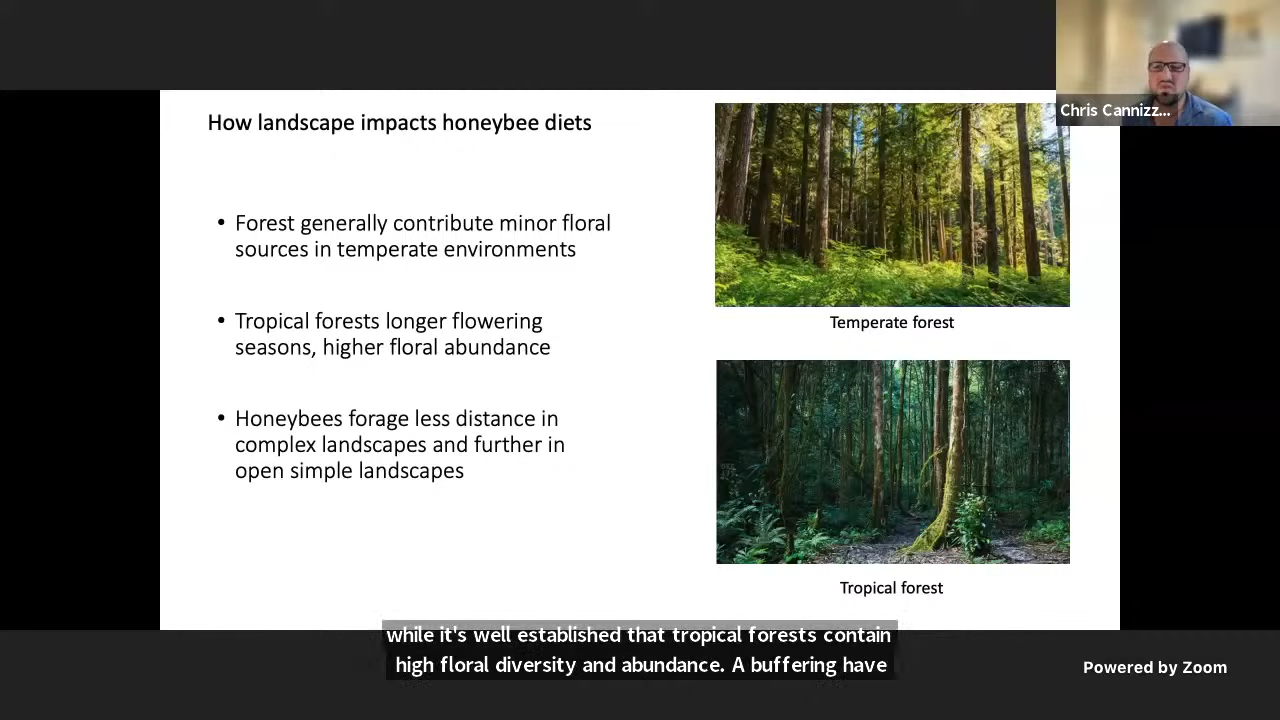 Chris Cannizz...
How landscape impacts honeybee diets
• Forest generally contribute minor floral
sources in temperate environments
• Tropical forests longer flowering
seasons, higher floral abundance
• Honeybees forage less distance in
complex landscapes and further in
open simple landscapes
Temperate forest
Tropical forest
while it's well established that tropical forests contain
high floral diversity and abundance. A buffering have
Powered by Zoom